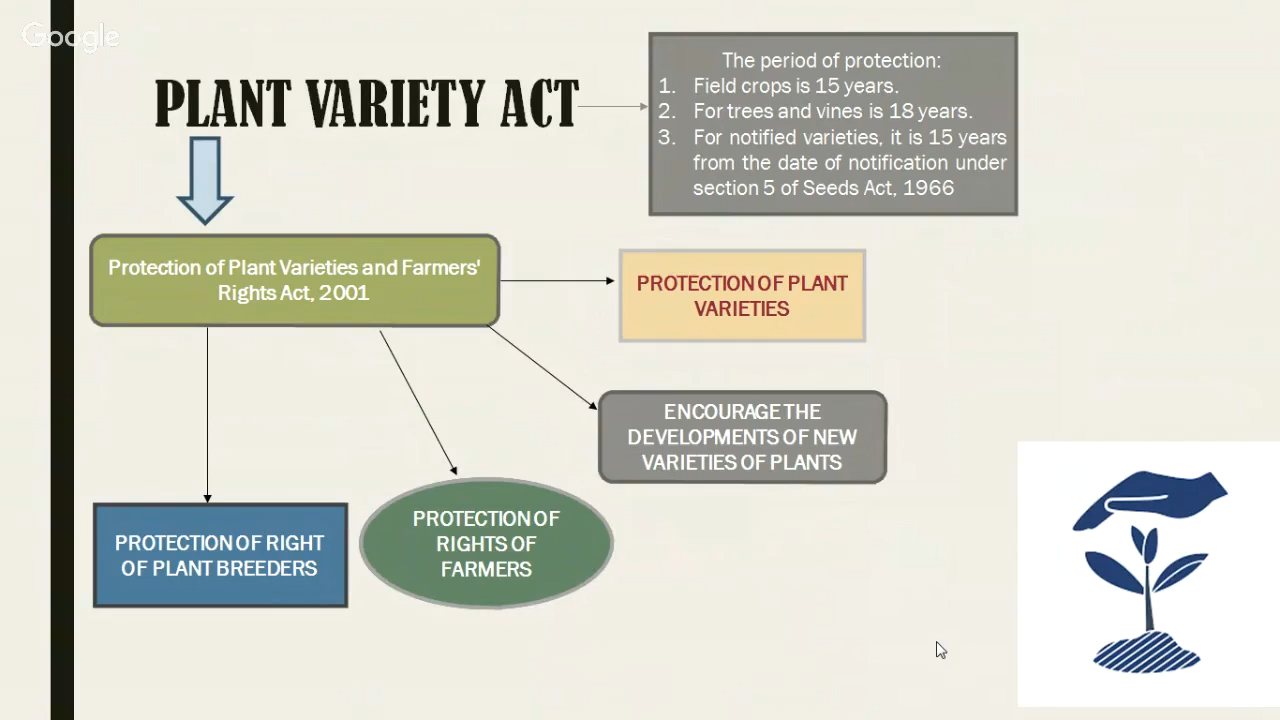 Google
PLANT VARIETY ACT
The period of protection:
1. Field crops is 15 years.
2. For trees and vines is 18 years.
3. For notified varieties, it is 15 years
from the date of notification under
section 5 of Seeds Act, 1966
Protection of Plant Varieties and Farmers'
Rights Act, 2001
PROTECTION OF PLANT
VARIETIES
ENCOURAGE THE
DEVELOPMENTS OF NEW
VARIETIES OF PLANTS
PROTECTION OF RIGHT
OF PLANT BREEDERS
PROTECTION OF
RIGHTS OF
FARMERS